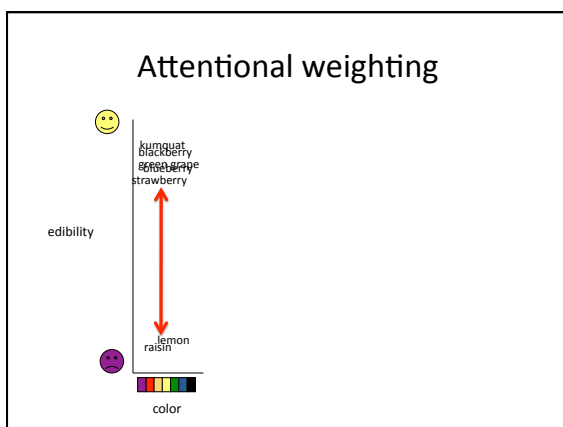 Attentional weighting
kumquat
blackberry
green grape
blueberry
strawberry
edibility
lemon
raisin
color